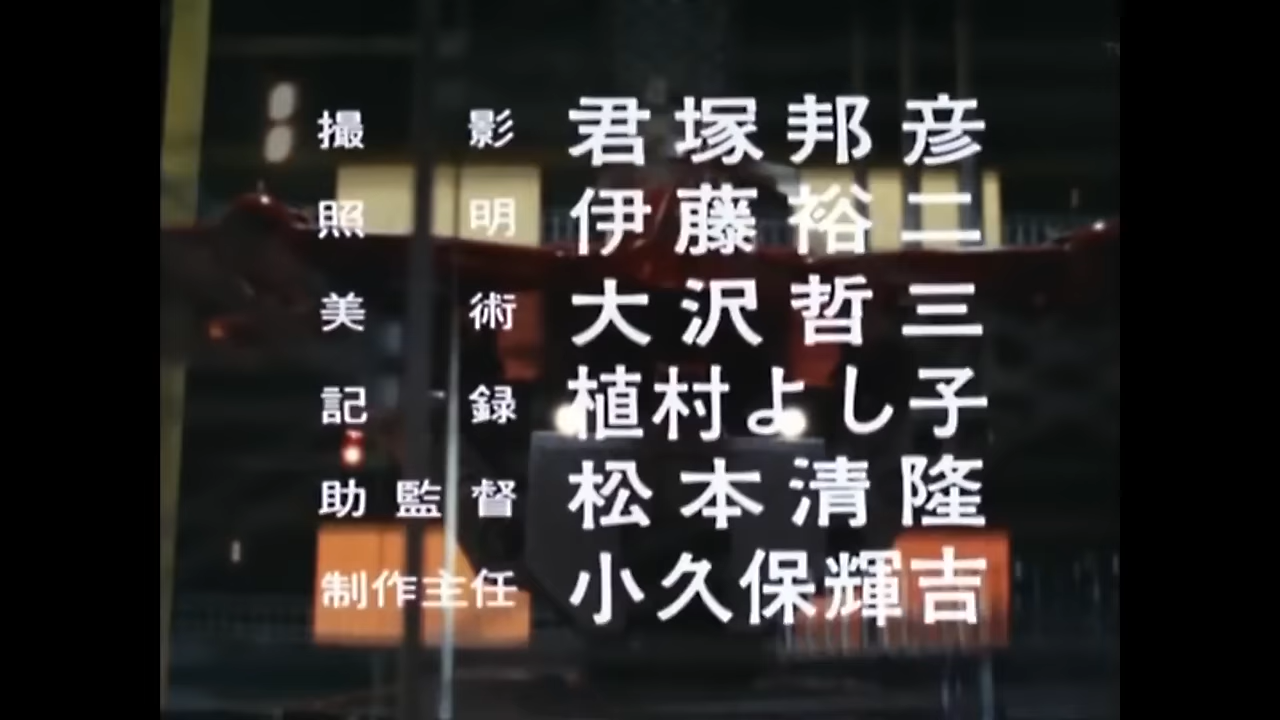 撮影 君塚邦彦
照明 伊藤裕二
美術 大沢哲三
記録 植村よし子
助監督 松本清隆
制作主任 小久保輝吉